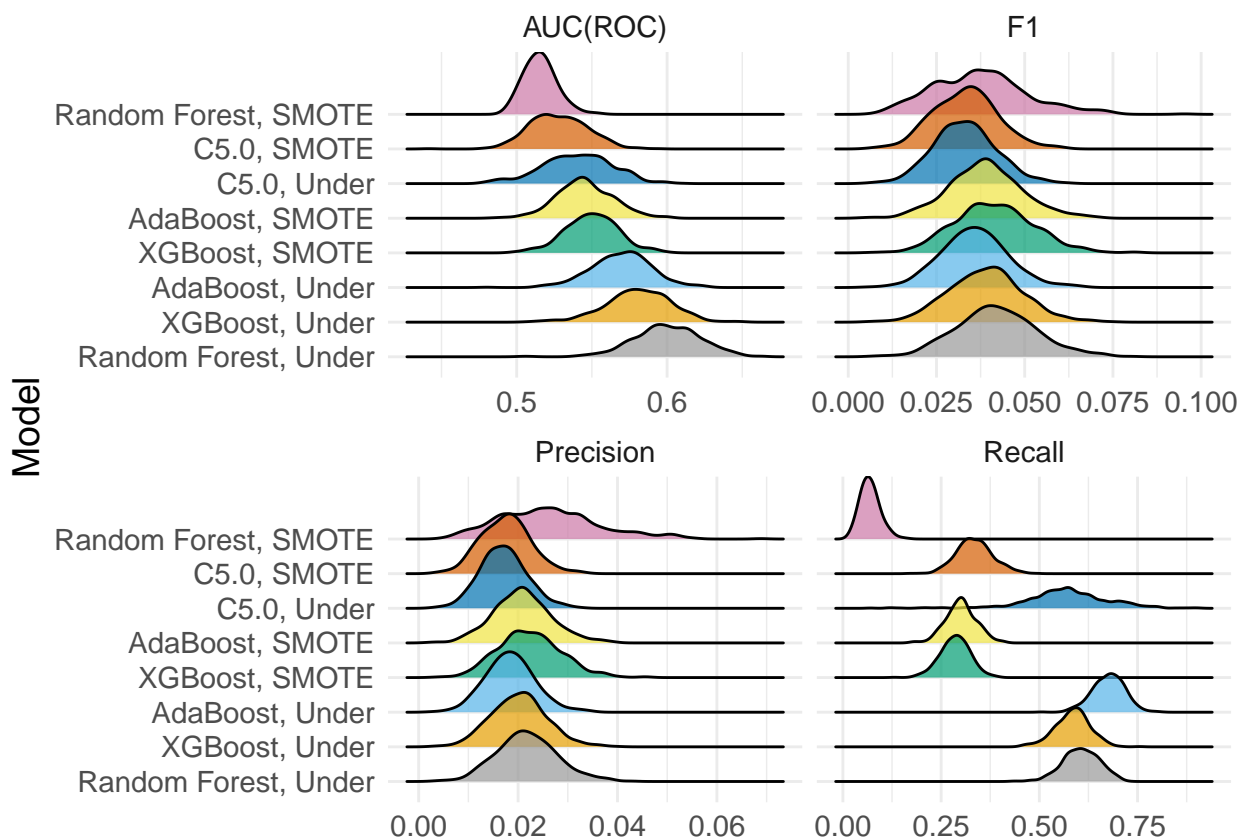 AUC(ROC)
F1
Random Forest, SMOTE
C5.0, SMOTE
C5.0, Under
AdaBoost, SMOTE
XGBoost, SMOTE
AdaBoost, Under
XGBoost, Under
Random Forest, Under
0.5 0.6
0.000 0.025 0.050 0.075 0.100
Model
Precision
Recall
Random Forest, SMOTE
C5.0, SMOTE
C5.0, Under
AdaBoost, SMOTE
XGBoost, SMOTE
AdaBoost, Under
XGBoost, Under
Random Forest, Under
0.00 0.02 0.04 0.06
0.00 0.25 0.50 0.75